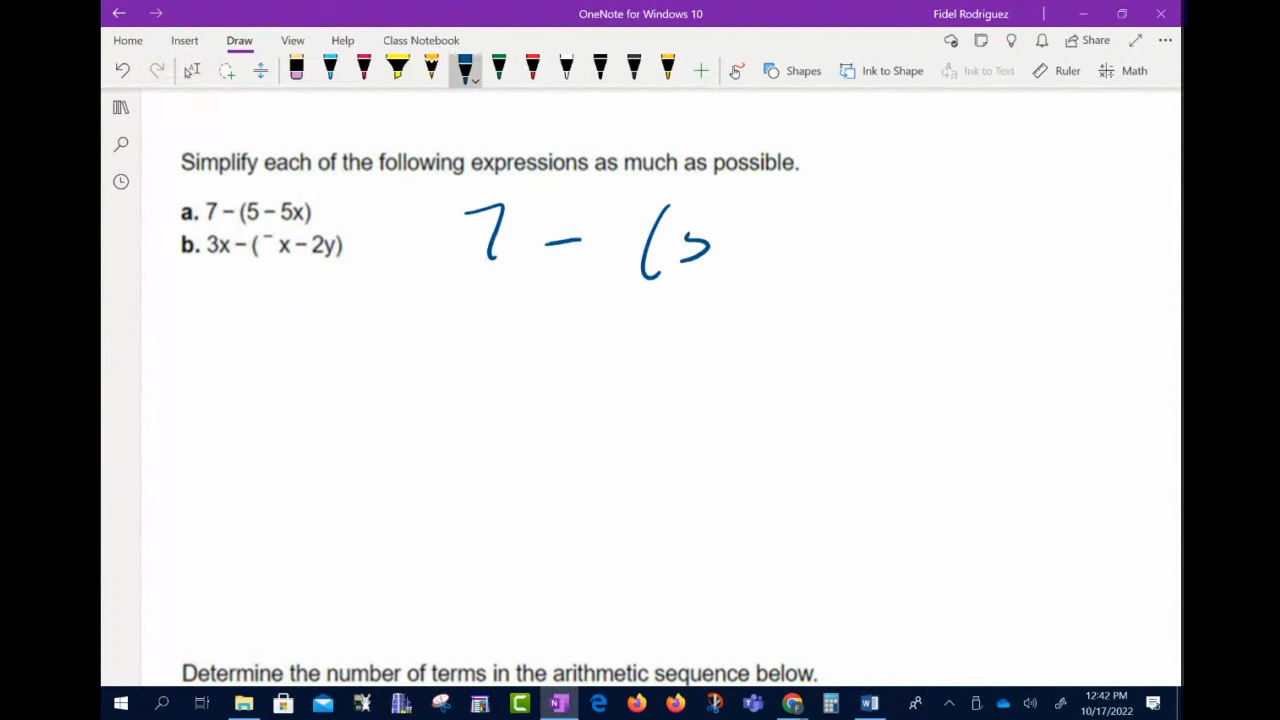 OneNote for Windows 10
Fidel Rodriguez
Home Insert Draw View Help Class Notebook
Share
Shapes Ink to Shape Ink to Text Ruler Math
Simplify each of the following expressions as much as possible.
a. 7 – (5 – 5x)
7 – (5
b. 3x – (⁻ x – 2y)
Determine the number of terms in the arithmetic sequence below.
12:42 PM
10/17/2022